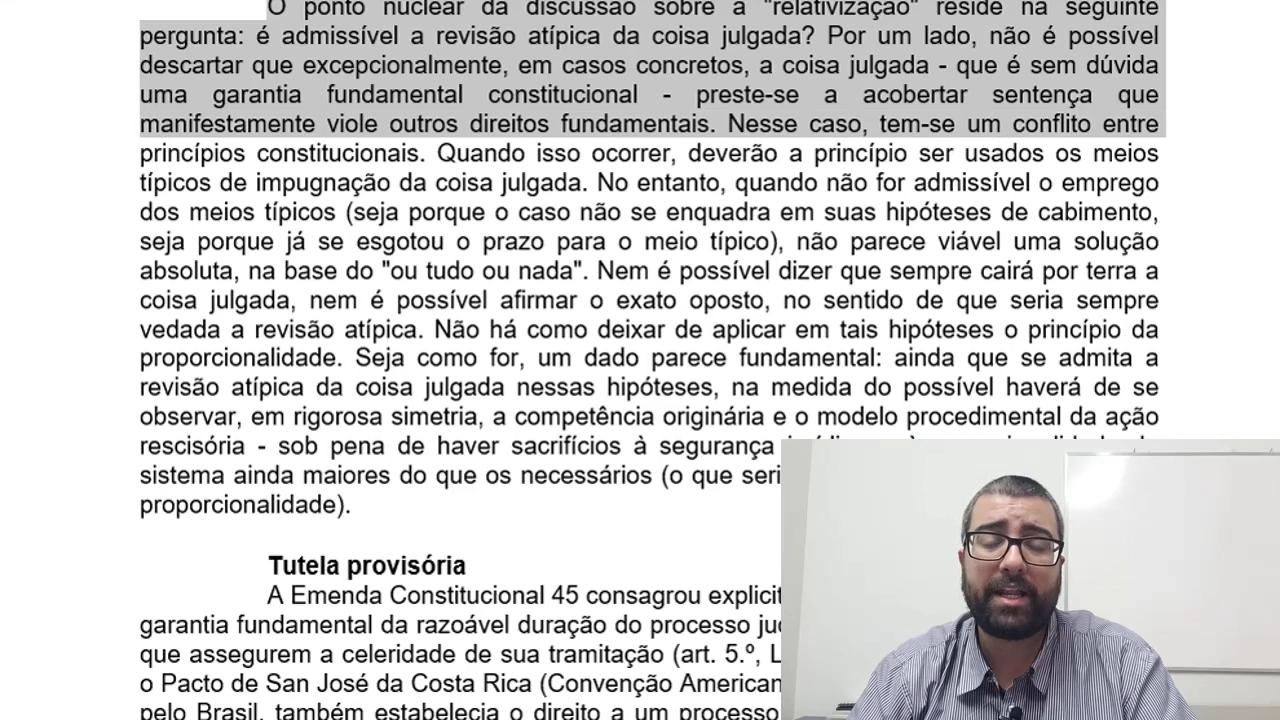 O ponto nuclear da discussão sobre a "relativização" reside na seguinte
pergunta: é admissível a revisão atípica da coisa julgada? Por um lado, não é possível
descartar que excepcionalmente, em casos concretos, a coisa julgada - que é sem dúvida
uma garantia fundamental constitucional - preste-se a acobertar sentença que
manifestamente viole outros direitos fundamentais. Nesse caso, tem-se um conflito entre
princípios constitucionais. Quando isso ocorrer, deverão a princípio ser usados os meios
típicos de impugnação da coisa julgada. No entanto, quando não for admissível o emprego
dos meios típicos (seja porque o caso não se enquadra em suas hipóteses de cabimento,
seja porque já se esgotou o prazo para o meio típico), não parece viável uma solução
absoluta, na base do "ou tudo ou nada". Nem é possível dizer que sempre cairá por terra a
coisa julgada, nem é possível afirmar o exato oposto, no sentido de que seria sempre
vedada a revisão atípica. Não há como deixar de aplicar em tais hipóteses o princípio da
proporcionalidade. Seja como for, um dado parece fundamental: ainda que se admita a
revisão atípica da coisa julgada nessas hipóteses, na medida do possível haverá de se
observar, em rigorosa simetria, a competência originária e o modelo procedimental da ação
rescisória - sob pena de haver sacrifícios à segurança
sistema ainda maiores do que os necessários (o que seri
proporcionalidade).
Tutela provisória
A Emenda Constitucional 45 consagrou explicit
garantia fundamental da razoável duração do processo ju
que assegurem a celeridade de sua tramitação (art. 5.º, L
o Pacto de San José da Costa Rica (Convenção American
pelo Brasil, também estabelecia o direito a um processo